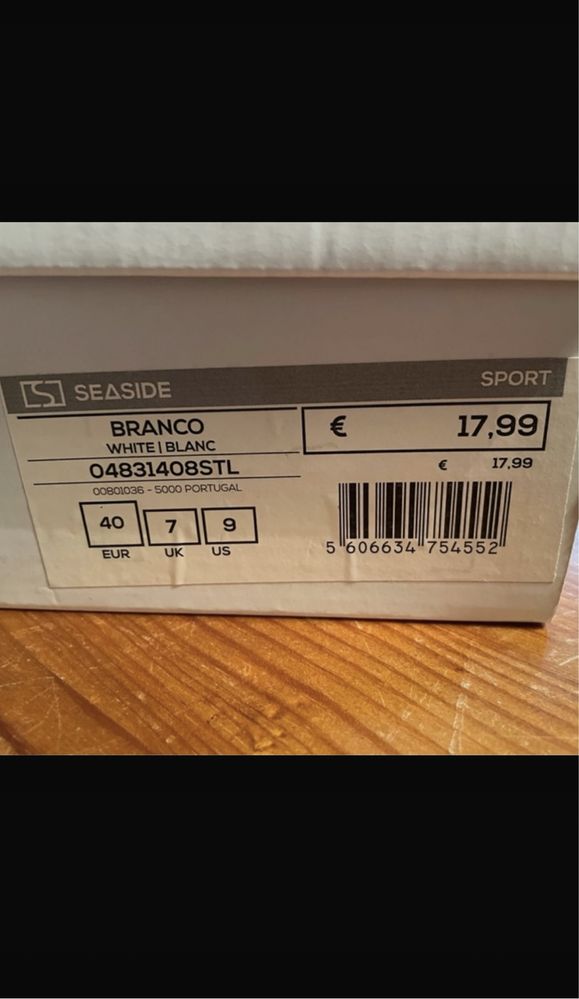 SEASIDE
SPORT
BRANCO
WHITE | BLANC
04831408STL
00801036 - 5000 PORTUGAL
40
7
9
EUR
UK
US
€ 17,99
€ 17,99
5 606634 754552